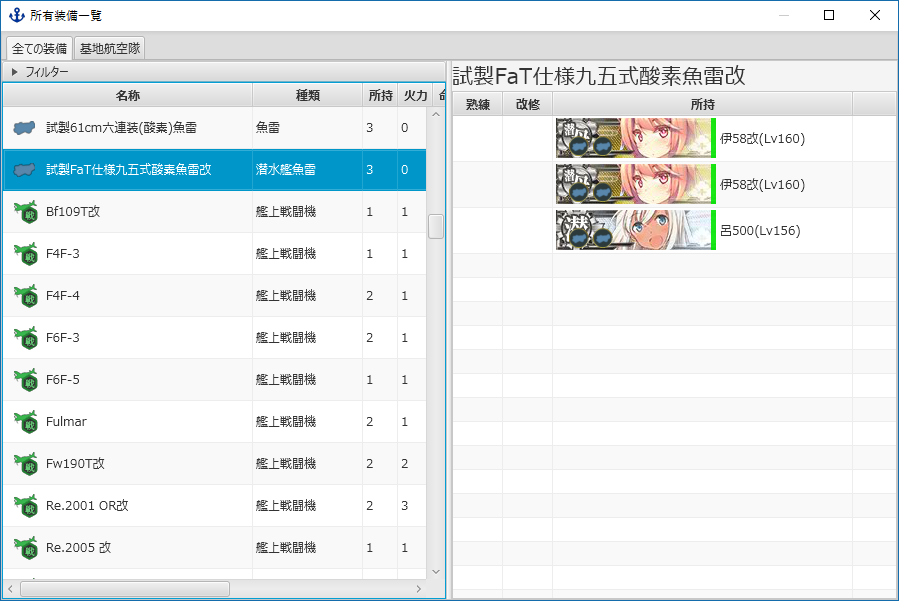 所有装備一覧
全ての装備 基地航空隊
フィルター
名称 種類 所持 火力
試製61cm六連装(酸素)魚雷 魚雷 3 0
試製FaT仕様九五式酸素魚雷改 潜水艦魚雷 3 0
Bf109T改 艦上戦闘機 1 1
F4F-3 艦上戦闘機 1 1
F4F-4 艦上戦闘機 2 1
F6F-3 艦上戦闘機 2 1
F6F-5 艦上戦闘機 1 1
Fulmar 艦上戦闘機 2 1
Fw190T改 艦上戦闘機 2 2
Re.2001 OR改 艦上戦闘機 2 3
Re.2005 改 艦上戦闘機 1 1
試製FaT仕様九五式酸素魚雷改
熟練 改修 所持
伊58改(Lv160)
伊58改(Lv160)
呂500(Lv156)